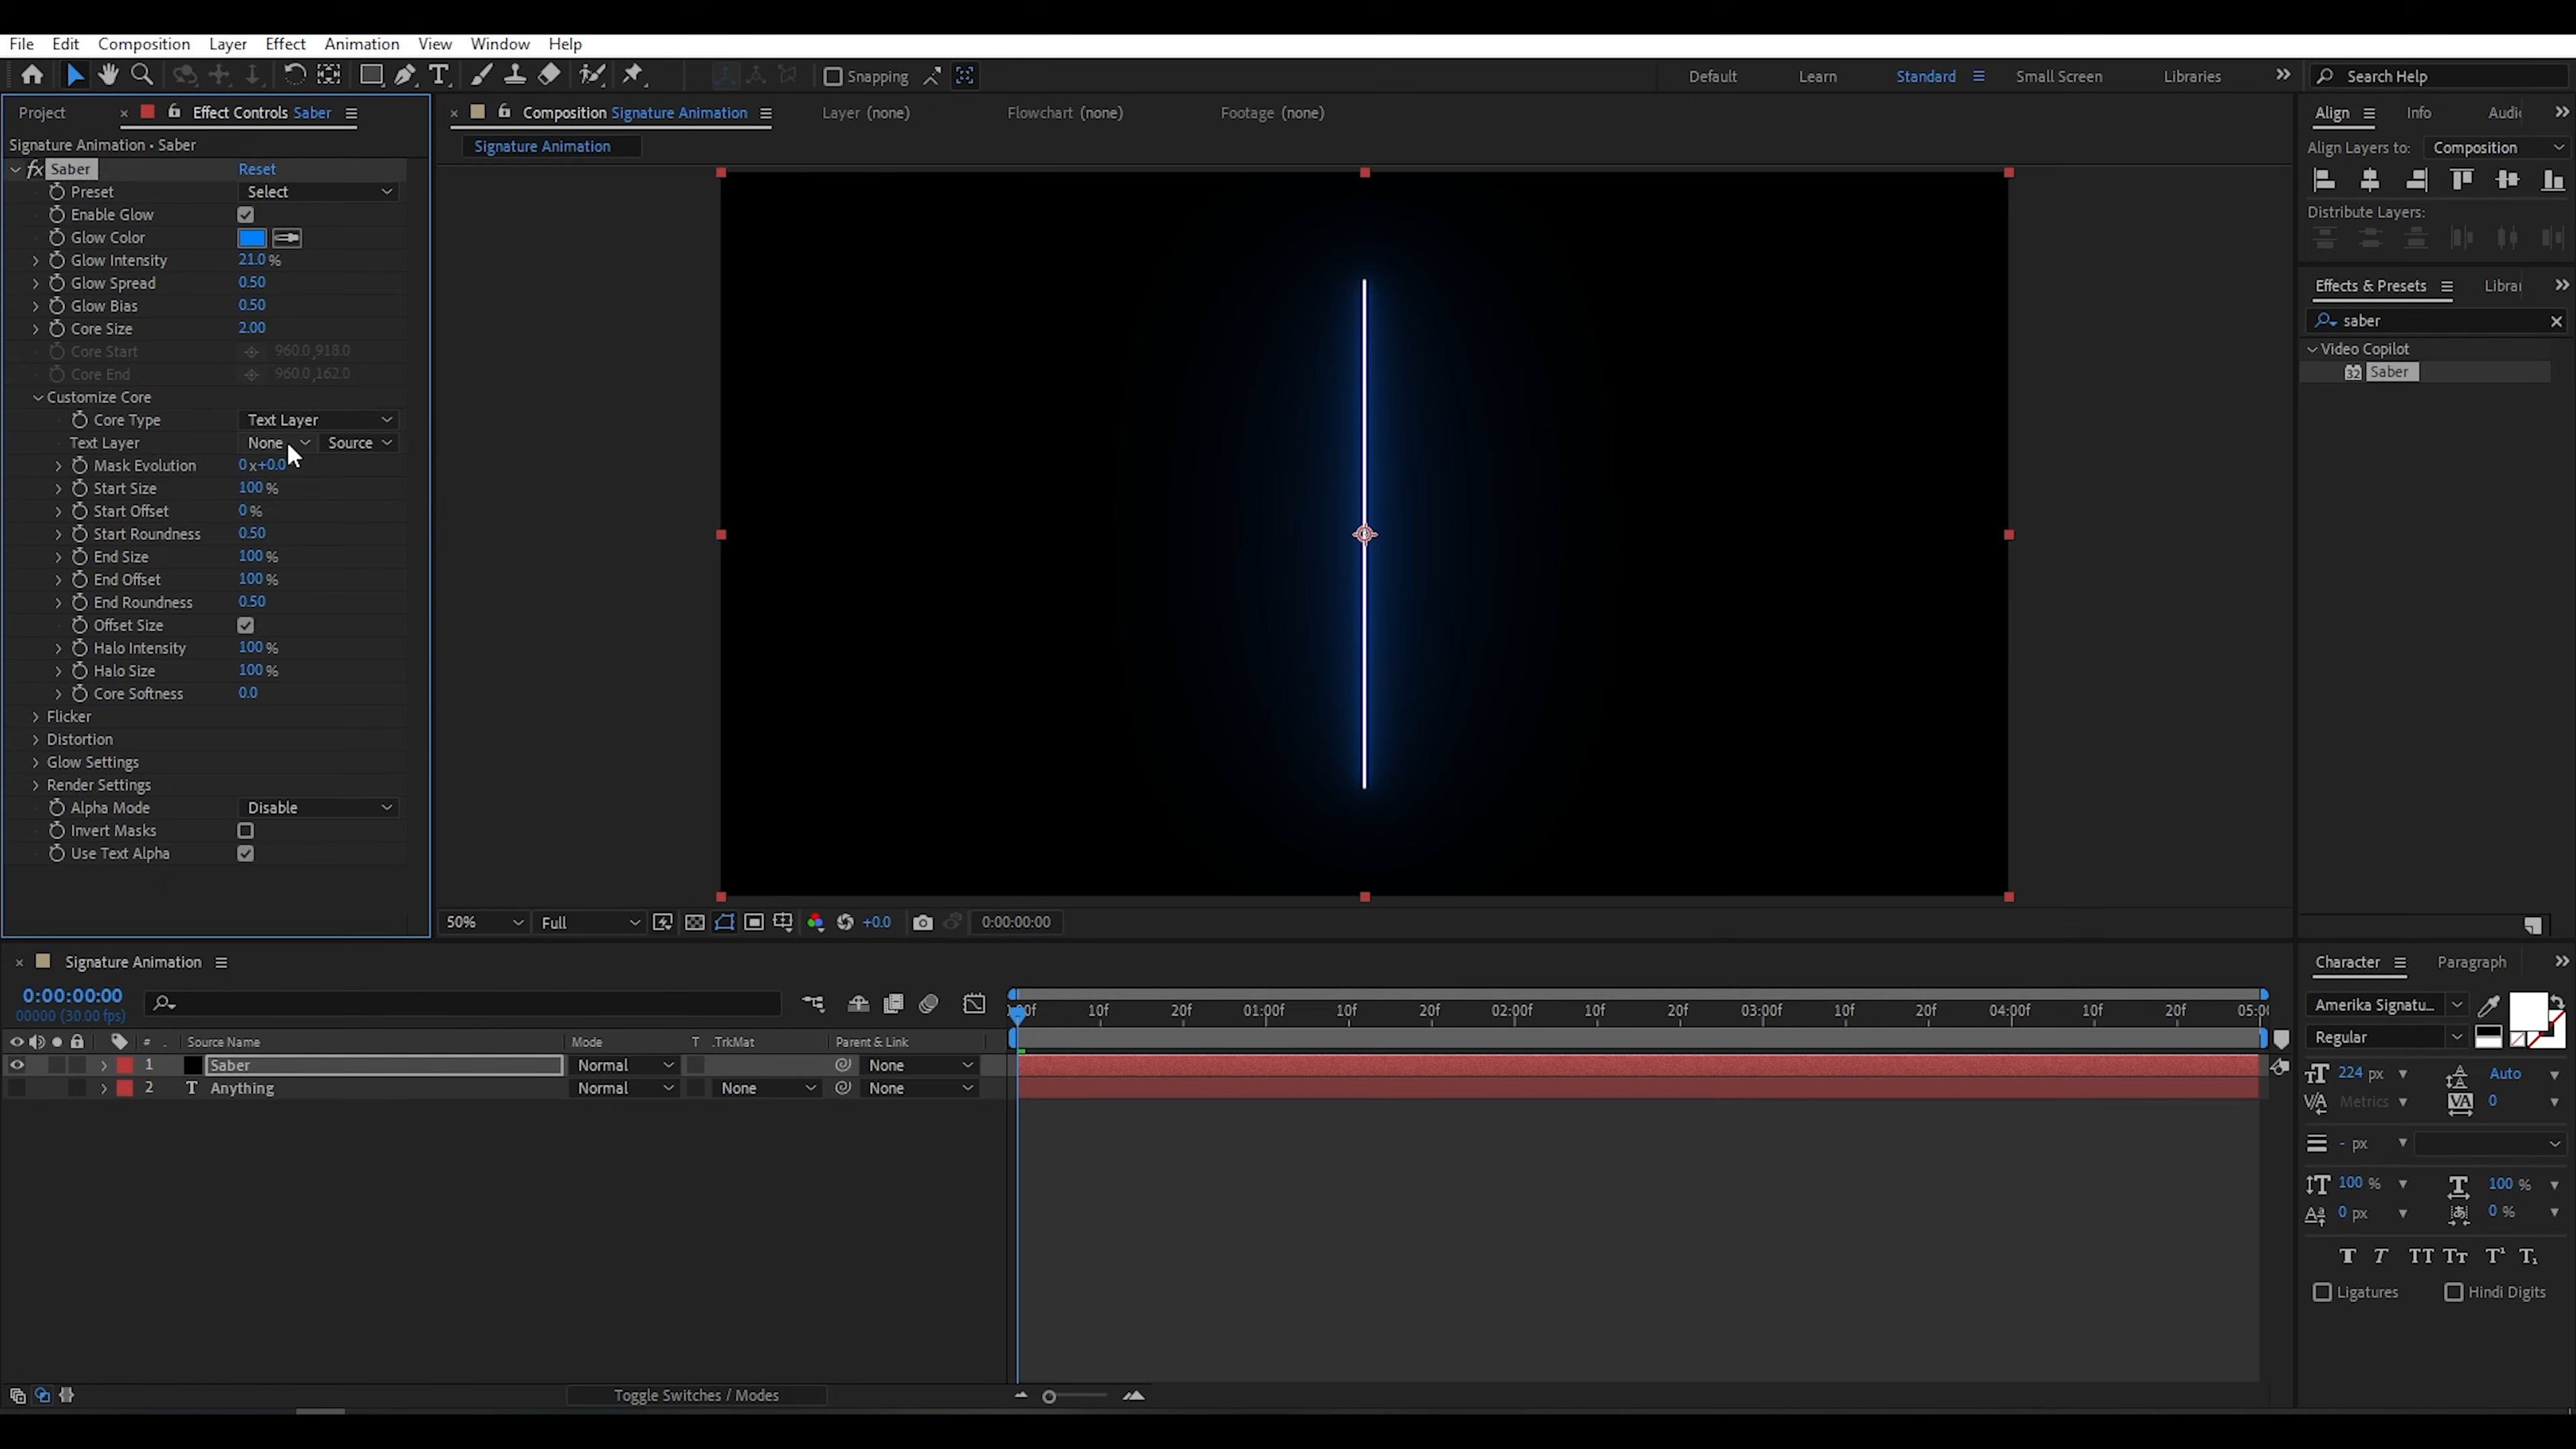 File Edit Composition Layer Effect Animation View Window Help
Snapping Default Learn Standard Small Screen Libraries Search Help
Project Effect Controls Saber
Composition Signature Animation Layer (none) Flowchart (none) Footage (none)
Align Info
Signature Animation • Saber
Signature Animation
Align Layers to: Composition
Saber Reset
Preset Select
Enable Glow
Glow Color
Glow Intensity 21.0 %
Glow Spread 0.50
Glow Bias 0.50
Core Size 2.00
Core Start 960.0,918.0
Core End 960.0,162.0
Customize Core
Core Type Text Layer
Text Layer None Source
Mask Evolution 0 x+0.0
Start Size 100 %
Start Offset 0 %
Start Roundness 0.50
End Size 100 %
End Offset 100 %
End Roundness 0.50
Offset Size
Halo Intensity 100 %
Halo Size 100 %
Core Softness 0.0
Flicker
Distortion
Glow Settings
Render Settings
Alpha Mode Disable
Invert Masks
Use Text Alpha
Distribute Layers:
Effects & Presets
saber
Video Copilot
32 Saber
50% Full +0.0 0:00:00:00
Signature Animation
0:00:00:00
00000 (30.00 fps)
10f 20f 01:00f 10f 20f 02:00f 10f 20f 03:00f 10f 20f 04:00f 10f 20f
# Source Name Mode T .TrkMat Parent & Link
1 Saber Normal None
2 T Anything Normal None None
Toggle Switches / Modes
Character Paragraph
Amerika Signatu...
Regular
224 px Auto
Metrics 0
- px
100 % 100 %
0 px 0 %
T T TT Tt T¹ T₁
Ligatures Hindi Digits